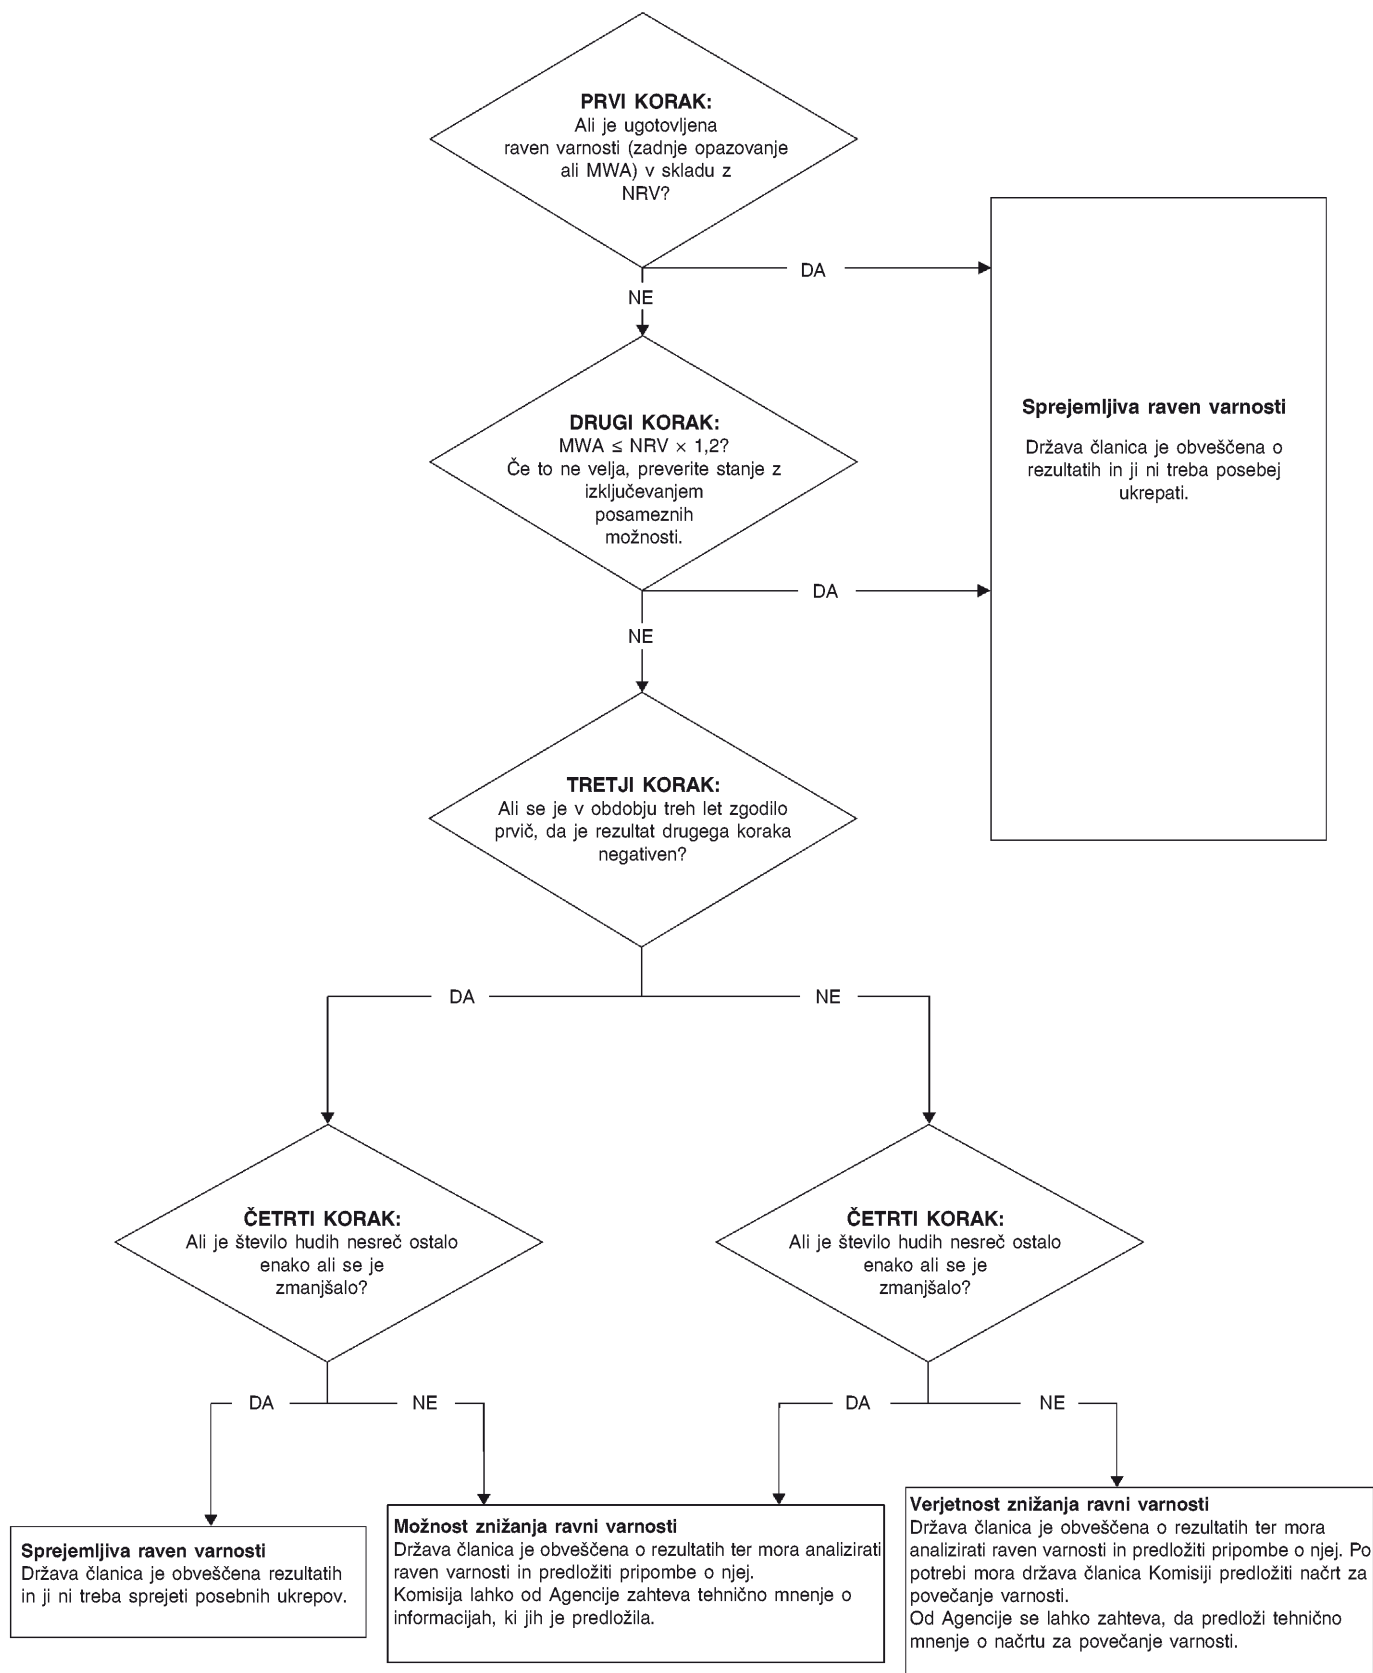 PRVI KORAK:
Ali je ugotovljena
raven varnosti (zadnje opazovanje
ali MWA) v skladu z
NRV?
DA
NE
DRUGI KORAK:
MWA ≤ NRV × 1,2?
Če to ne velja, preverite stanje z
izključevanjem
posameznih
možnosti.
Sprejemljiva raven varnosti
Država članica je obveščena o
rezultatih in ji ni treba posebej
ukrepati.
DA
NE
TRETJI KORAK:
Ali se je v obdobju treh let zgodilo
prvič, da je rezultat drugega koraka
negativen?
DA
NE
ČETRTI KORAK:
Ali je število hudih nesreč ostalo
enako ali se je
zmanjšalo?
ČETRTI KORAK:
Ali je število hudih nesreč ostalo
enako ali se je
zmanjšalo?
DA
NE
DA
NE
Sprejemljiva raven varnosti
Država članica je obveščena rezultatih
in ji ni treba sprejeti posebnih ukrepov.
Možnost znižanja ravni varnosti
Država članica je obveščena o rezultatih ter mora analizirati
raven varnosti in predložiti pripombe o njej.
Komisija lahko od Agencije zahteva tehnično mnenje o
informacijah, ki jih je predložila.
Verjetnost znižanja ravni varnosti
Država članica je obveščena o rezultatih ter mora
analizirati raven varnosti in predložiti pripombe o njej. Po
potrebi mora država članica Komisiji predložiti načrt za
povečanje varnosti.
Od Agencije se lahko zahteva, da predloži tehnično
mnenje o načrtu za povečanje varnosti.